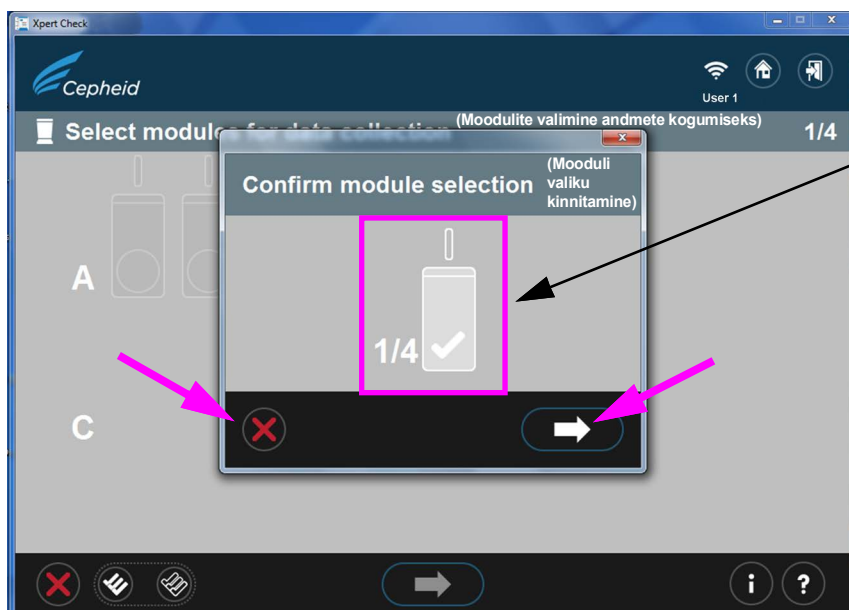 Xpert Check
Cepheid
User 1
Select modules for data collection (Moodulite valimine andmete kogumiseks) 1/4
Confirm module selection (Mooduli
valiku
kinnitamine)
A
1/4
C
i ?